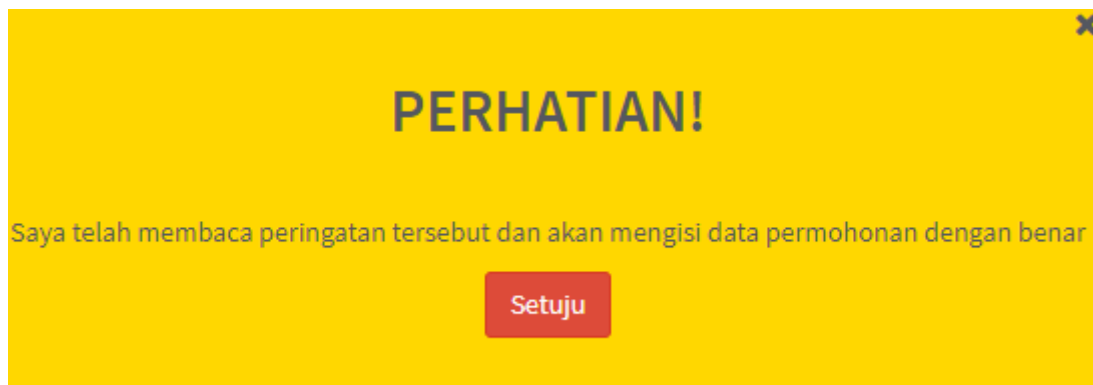 PERHATIAN!
Saya telah membaca peringatan tersebut dan akan mengisi data permohonan dengan benar
Setuju